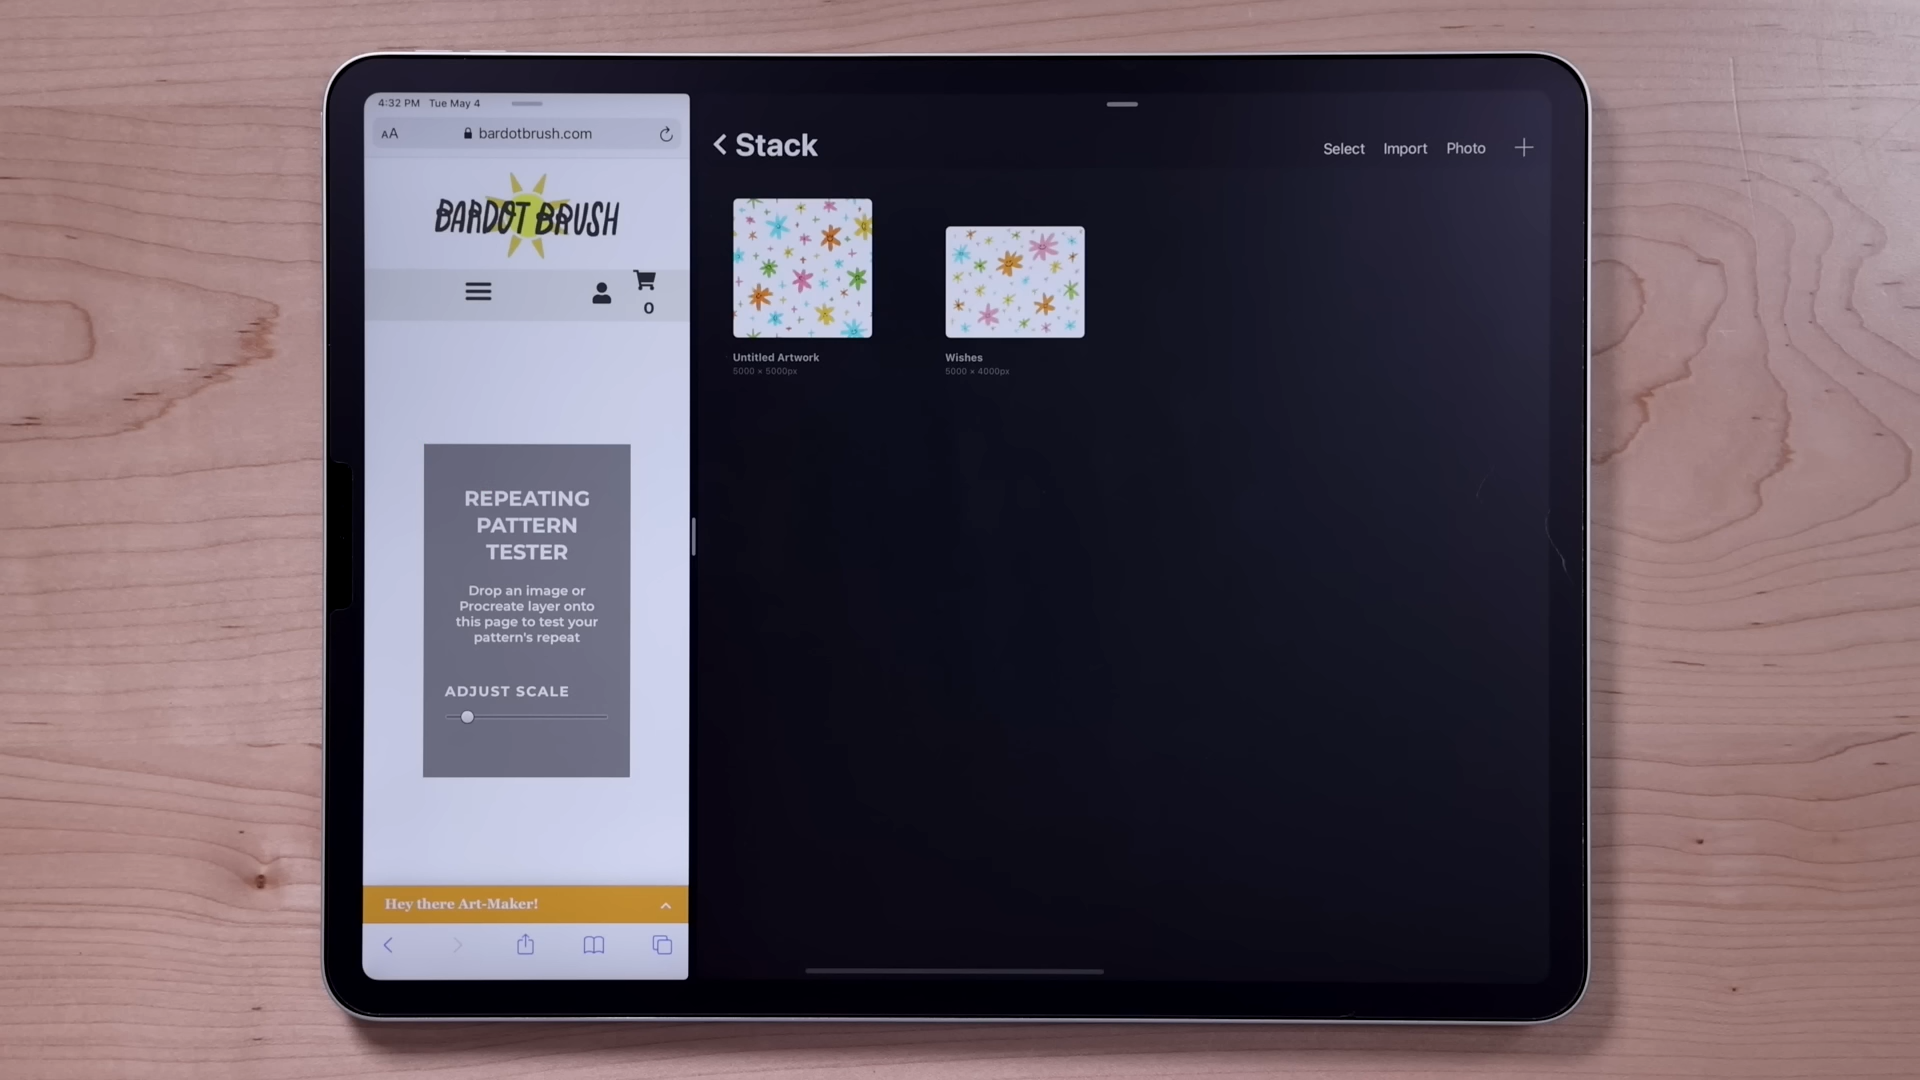 4:32 PM Tue May 4
AA
bardotbrush.com
BARDOT BRUSH
0
REPEATING
PATTERN
TESTER
Drop an image or
Procreate layer onto
this page to test your
pattern's repeat
ADJUST SCALE
Hey there Art-Maker!
Stack
Select Import Photo
Untitled Artwork
5000 × 5000px
Wishes
5000 × 4000px